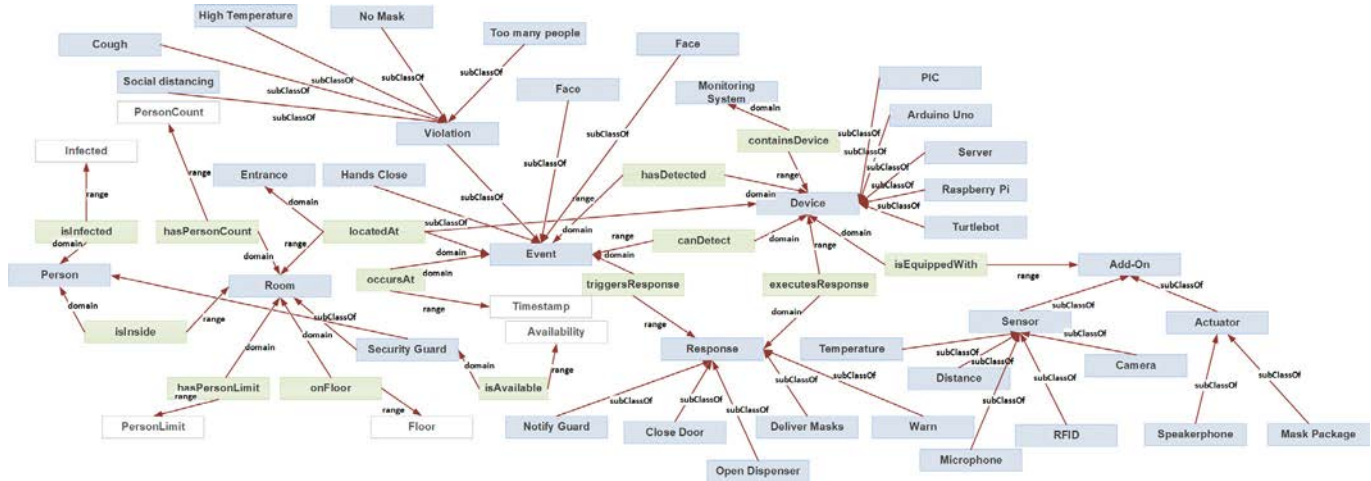 High Temperature
No Mask
Too many people
Cough
Face
Social distancing
subClassOf
subClassOf
subClassOf
subClassOf
subClassOf
PersonCount
Violation
Face
subClassOf
subClassOf
Monitoring
System
domain
containsDevice
range
PIC
Arduino Uno
Server
Raspberry Pi
Turtlebot
subClassOf
subClassOf
subClassOf
subClassOf
subClassOf
Infected
range
isInfected
domain
Person
range
hasPersonCount
domain
Entrance
domain
range
locatedAt
Hands Close
subClassOf
subClassOf
hasDetected
range
domain
domain
Device
domain
Event
range
canDetect
domain
domain
isEquippedWith
range
Add-On
domain
isInside
range
Room
occursAt
domain
range
Timestamp
domain
triggersResponse
range
range
executesResponse
domain
subClassOf
subClassOf
Sensor
Actuator
domain
hasPersonLimit
range
PersonLimit
domain
onFloor
range
Floor
subClassOf
Security Guard
domain
isAvailable
range
Availability
Response
subClassOf
subClassOf
subClassOf
subClassOf
subClassOf
Notify Guard
Close Door
Open Dispenser
Deliver Masks
Warn
Temperature
Distance
Microphone
RFID
Camera
subClassOf
subClassOf
subClassOf
subClassOf
subClassOf
subClassOf
subClassOf
Speakerphone
Mask Package